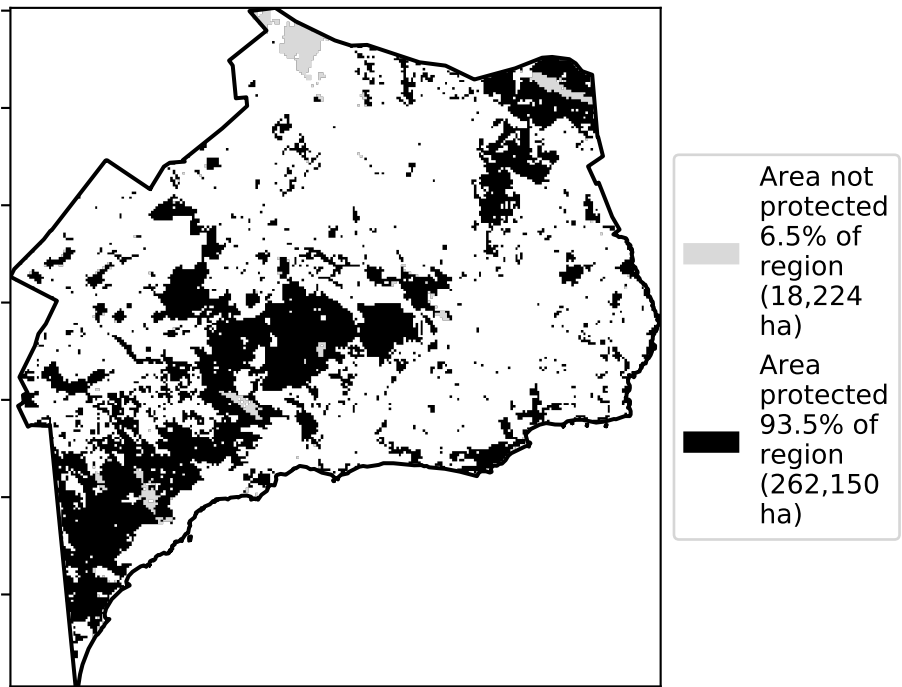 Area not
protected
6.5% of
region
(18,224
ha)
Area
protected
93.5% of
region
(262,150
ha)